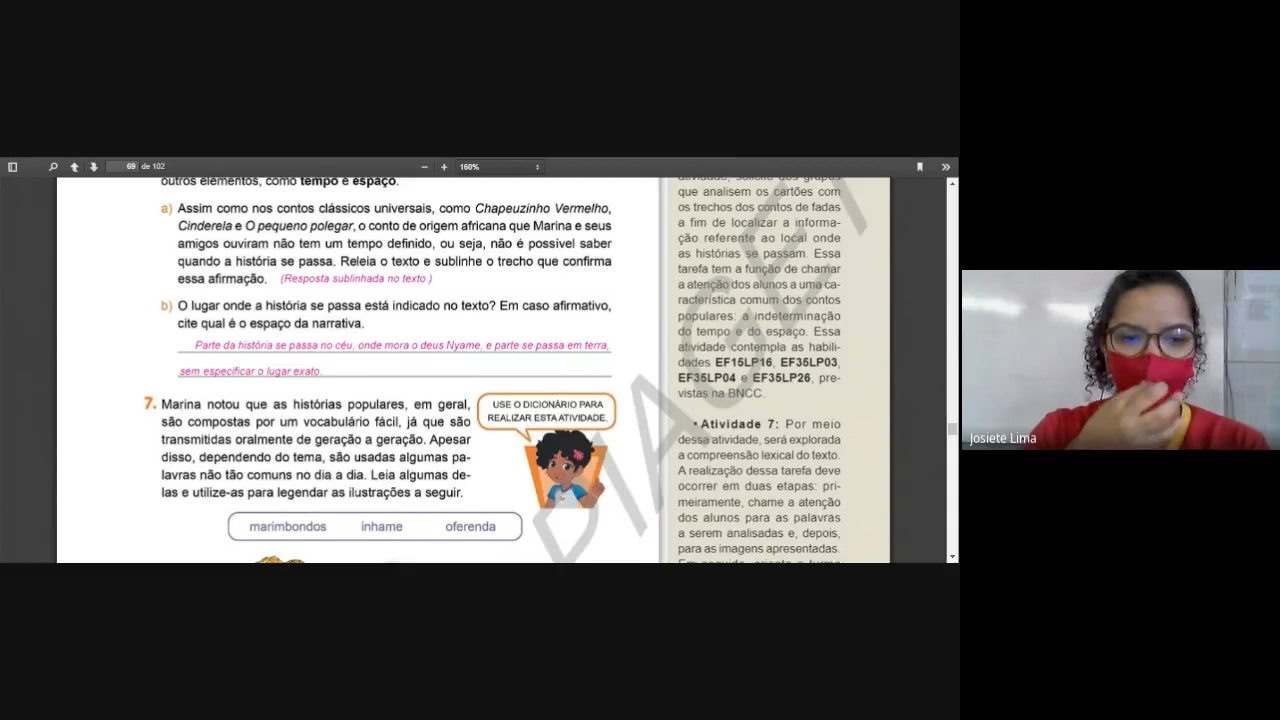 69 de 102
160%
outros elementos, como tempo e espaço.
a) Assim como nos contos clássicos universais, como Chapeuzinho Vermelho,
Cinderela e O pequeno polegar, o conto de origem africana que Marina e seus
amigos ouviram não tem um tempo definido, ou seja, não é possível saber
quando a história se passa. Releia o texto e sublinhe o trecho que confirma
essa afirmação. (Resposta sublinhada no texto )
b) O lugar onde a história se passa está indicado no texto? Em caso afirmativo,
cite qual é o espaço da narrativa.
Parte da história se passa no céu, onde mora o deus Nyame, e parte se passa em terra,
sem especificar o lugar exato.
7. Marina notou que as histórias populares, em geral,
são compostas por um vocabulário fácil, já que são
transmitidas oralmente de geração a geração. Apesar
disso, dependendo do tema, são usadas algumas pa-
lavras não tão comuns no dia a dia. Leia algumas de-
las e utilize-as para legendar as ilustrações a seguir.
USE O DICIONÁRIO PARA
REALIZAR ESTA ATIVIDADE.
marimbondos inhame oferenda
atividade, solicite aos grupos
que analisem os cartões com
os trechos dos contos de fadas
a fim de localizar a informa-
ção referente ao local onde
as histórias se passam. Essa
tarefa tem a função de chamar
a atenção dos alunos a uma ca-
racterística comum dos contos
populares: a indeterminação
do tempo e do espaço. Essa
atividade contempla as habili-
dades EF15LP16, EF35LP03,
EF35LP04 e EF35LP26, pre-
vistas na BNCC.
• Atividade 7: Por meio
dessa atividade, será explorada
a compreensão lexical do texto.
A realização dessa tarefa deve
ocorrer em duas etapas: pri-
meiramente, chame a atenção
dos alunos para as palavras
a serem analisadas e, depois,
para as imagens apresentadas.
PIAGET
Josiete Lima